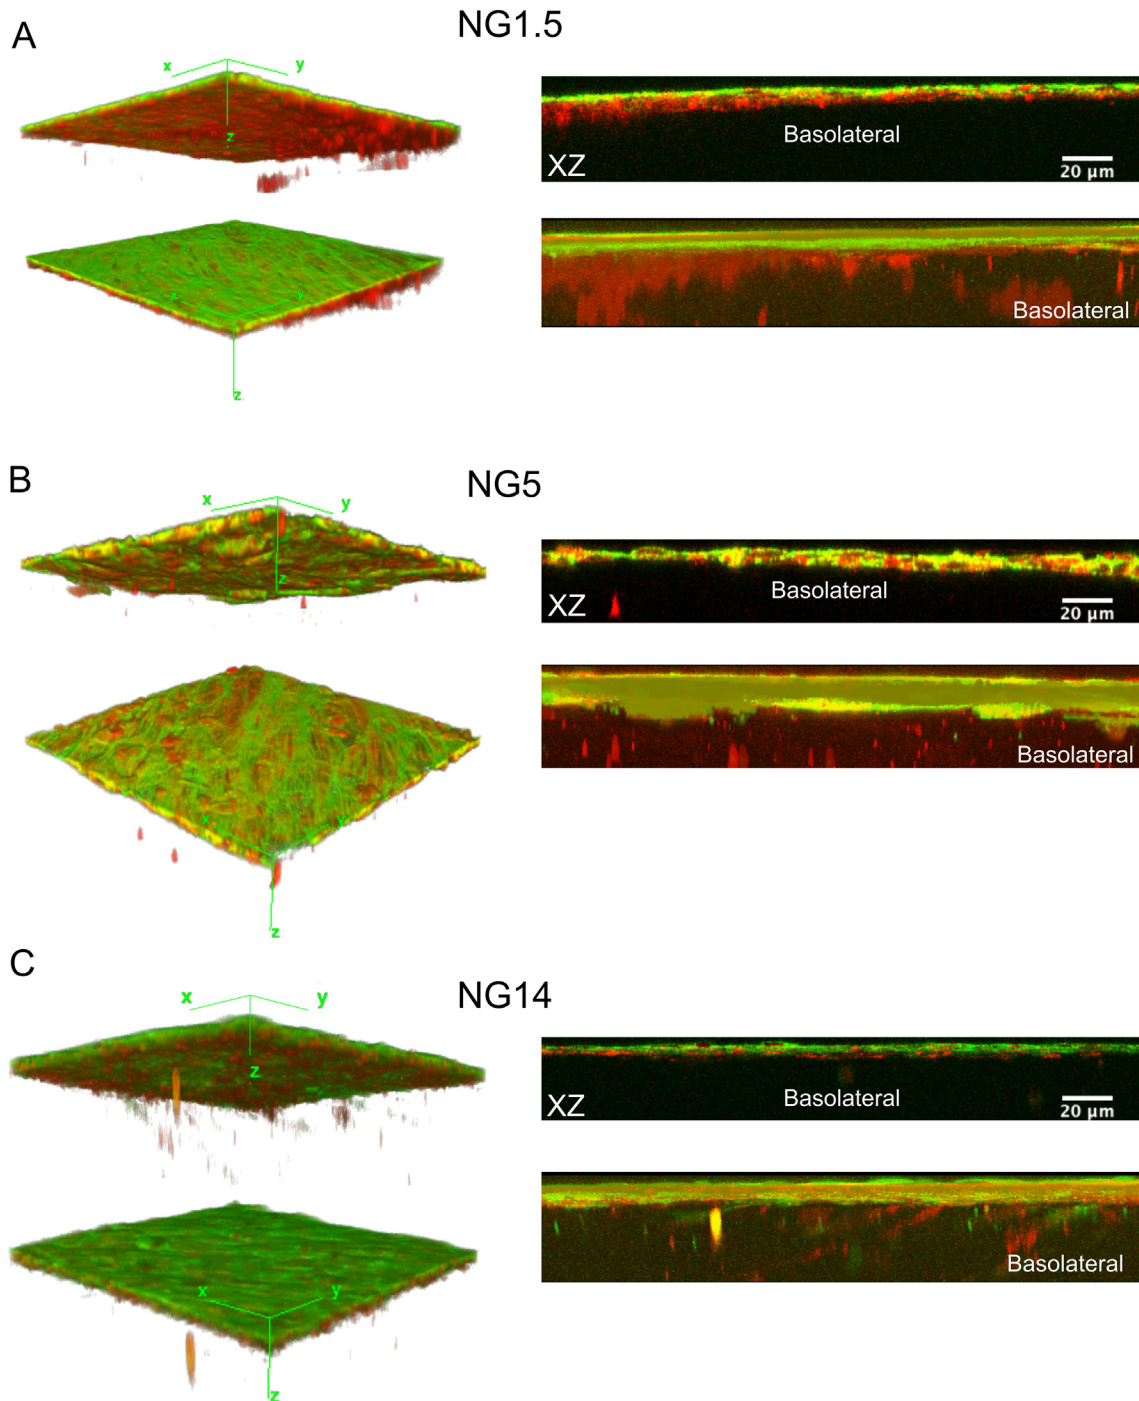 A
NG1.5
x
y
z
Basolateral
XZ
20 µm
x
y
z
Basolateral
B
NG5
x
y
z
Basolateral
XZ
20 µm
x
y
z
Basolateral
C
NG14
x
y
z
Basolateral
XZ
20 µm
x
y
z
Basolateral